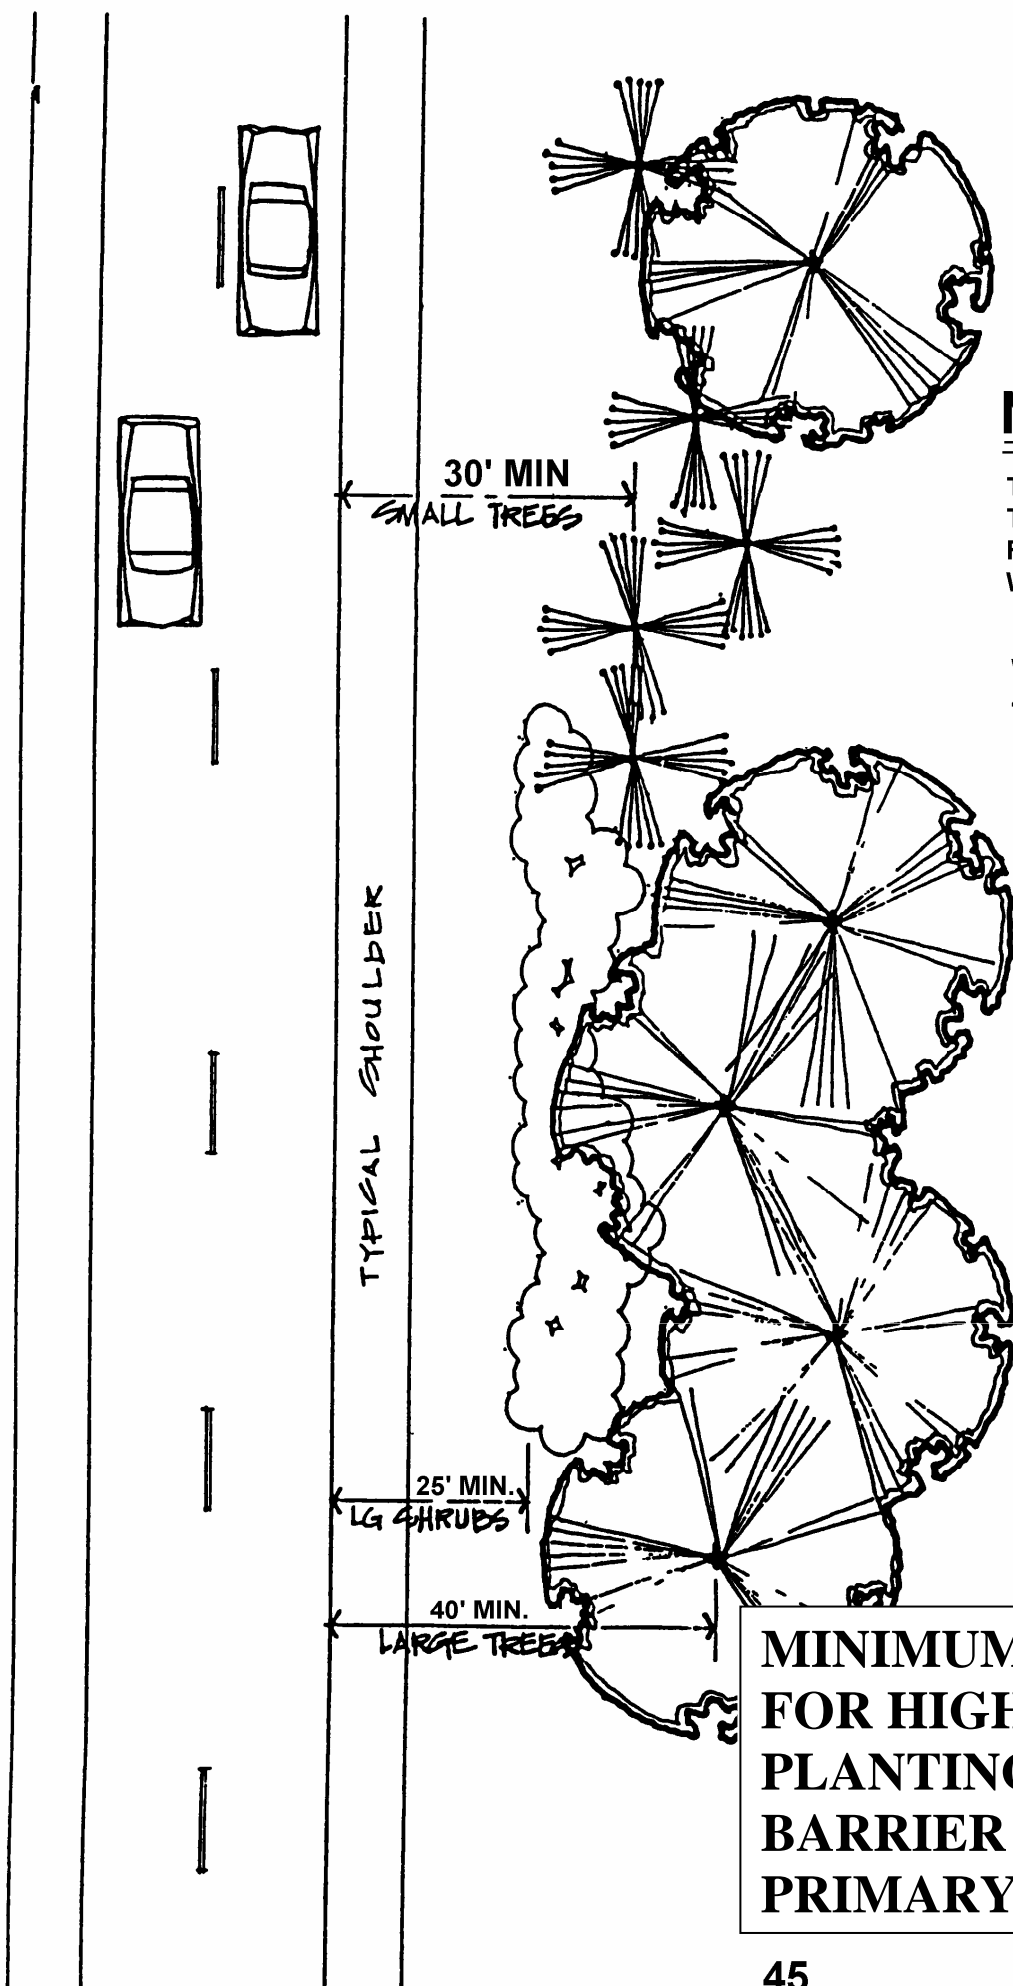 30' MIN
SMALL TREES
TYPICAL SHOULDER
25' MIN.
LG SHRUBS
40' MIN.
LARGE TREES
MINIMUM
FOR HIGH
PLANTING
BARRIER
PRIMARY
45